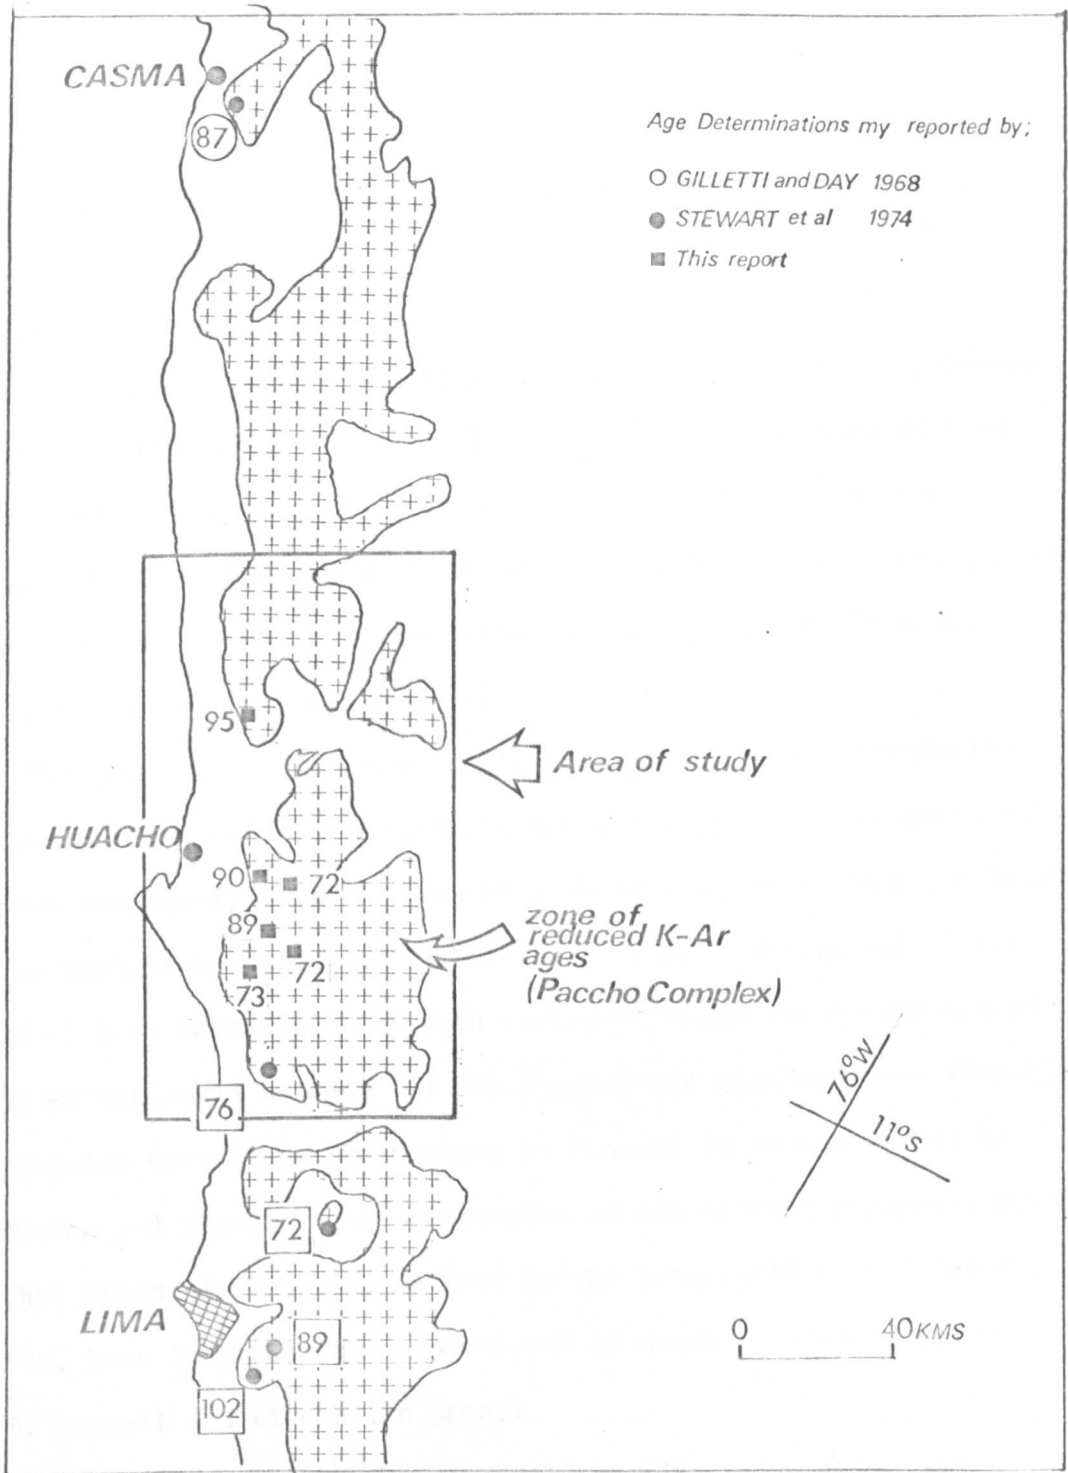 CASMA
87
Age Determinations my reported by;
GILLETTI and DAY 1968
STEWART et al 1974
This report
95
Area of study
HUACHO
90
72
89
72
73
zone of
reduced K-Ar
ages
(Paccho Complex)
76
76°W
11°S
72
LIMA
89
102
0 40KMS